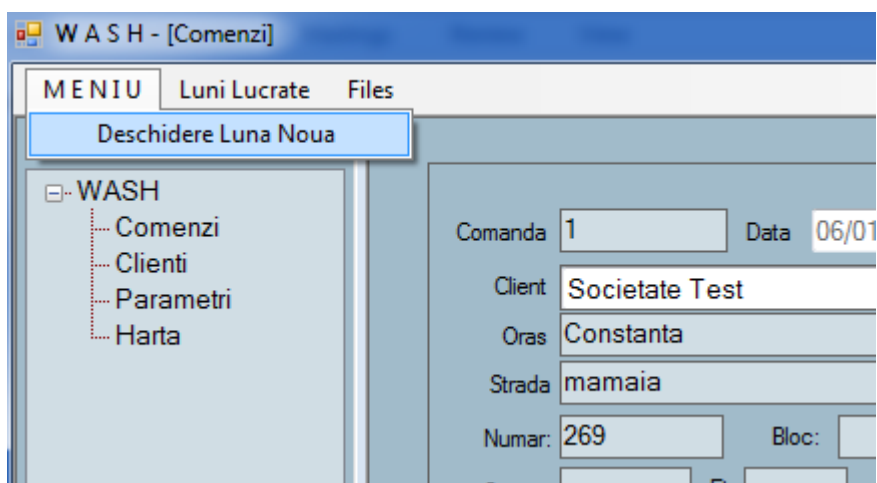 W A S H - [Comenzi]
M E N I U Luni Lucrate Files
Deschidere Luna Noua
WASH
Comenzi
Clienti
Parametri
Harta
Comanda 1 Data 06/01
Client Societate Test
Oras Constanta
Strada mamaia
Numar: 269 Bloc: